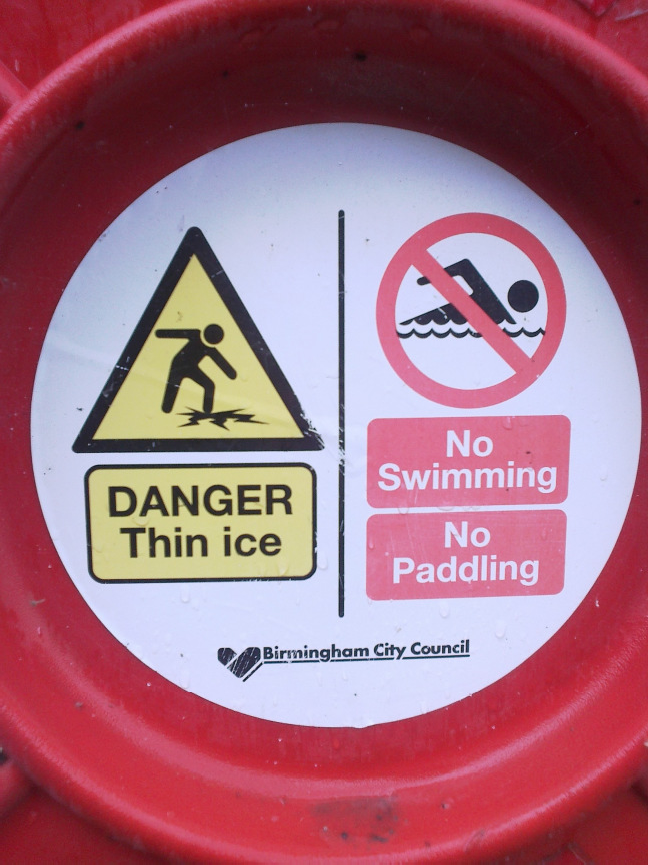 DANGER
Thin ice
No
Swimming
No
Paddling
Birmingham City Council